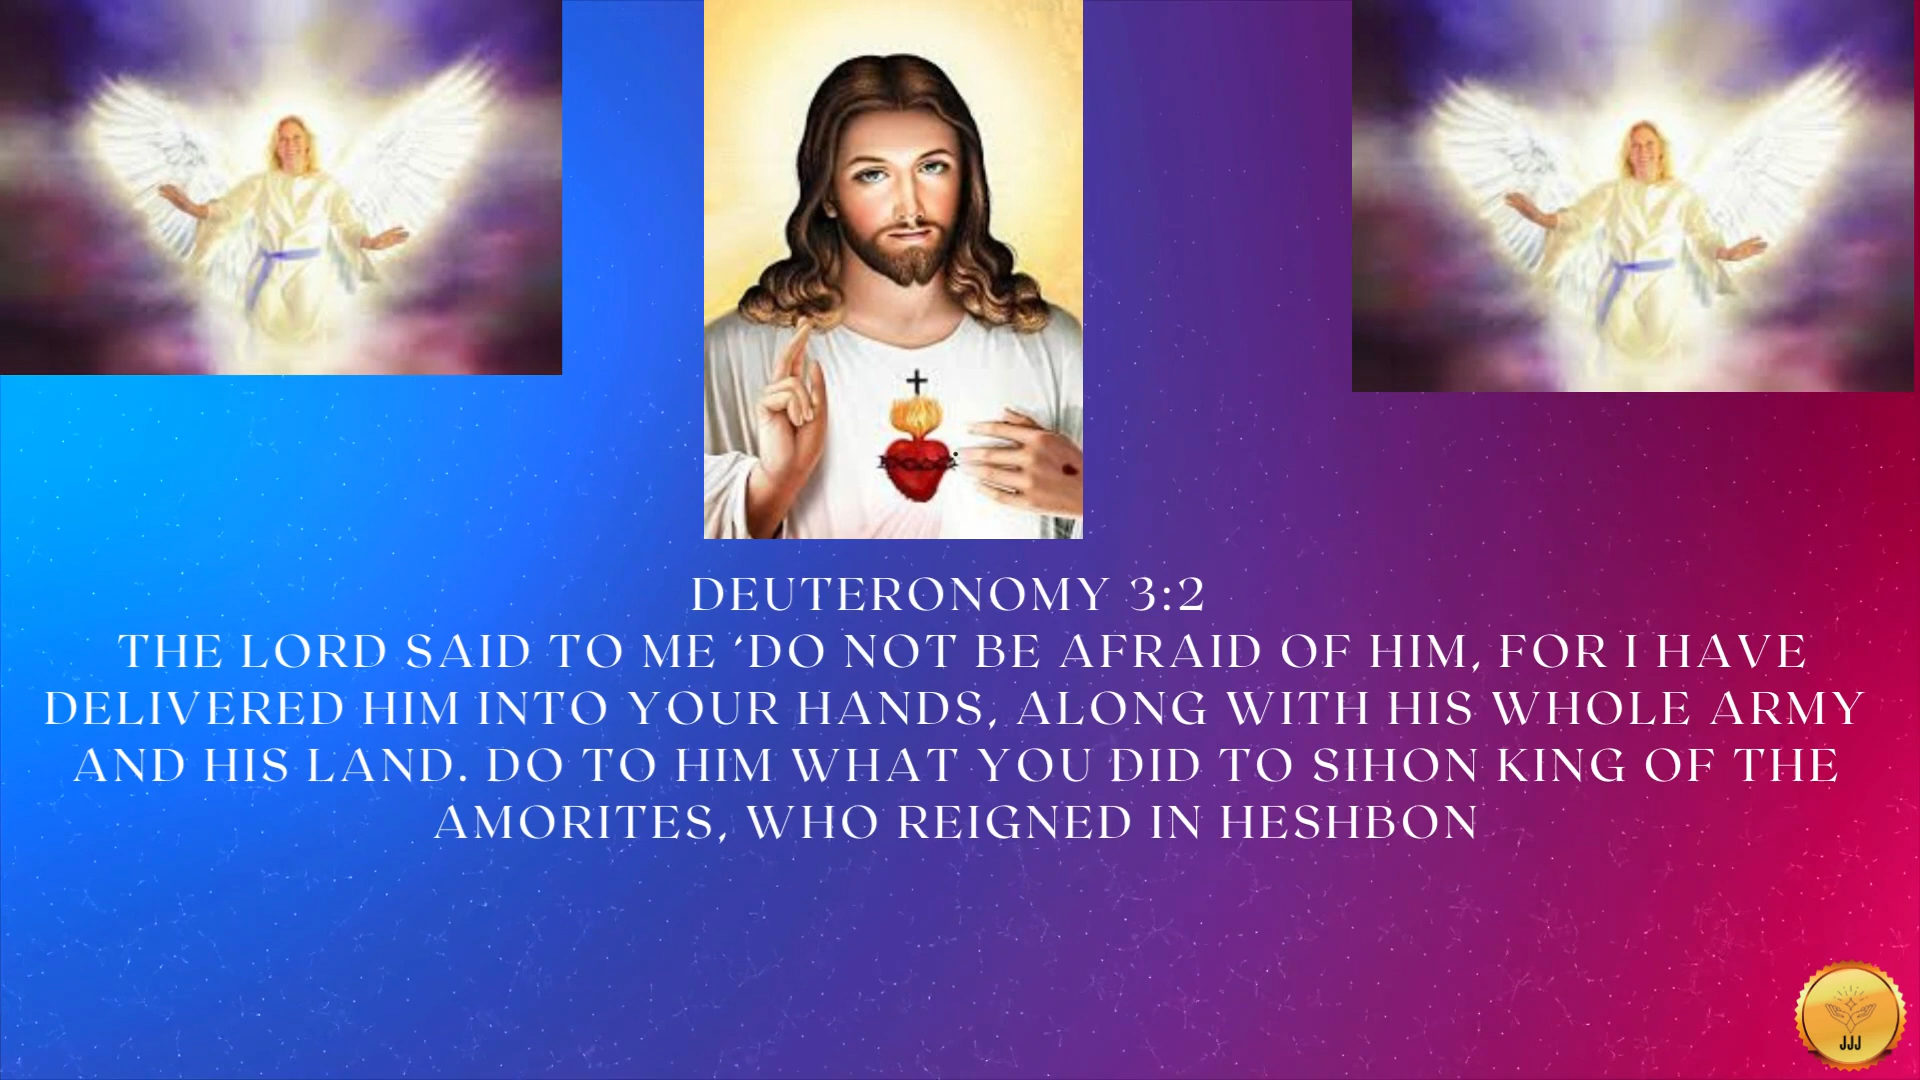 DEUTERONOMY 3:2
THE LORD SAID TO ME ‘DO NOT BE AFRAID OF HIM, FOR I HAVE
DELIVERED HIM INTO YOUR HANDS, ALONG WITH HIS WHOLE ARMY
AND HIS LAND. DO TO HIM WHAT YOU DID TO SIHON KING OF THE
AMORITES, WHO REIGNED IN HESHBON
JJJ